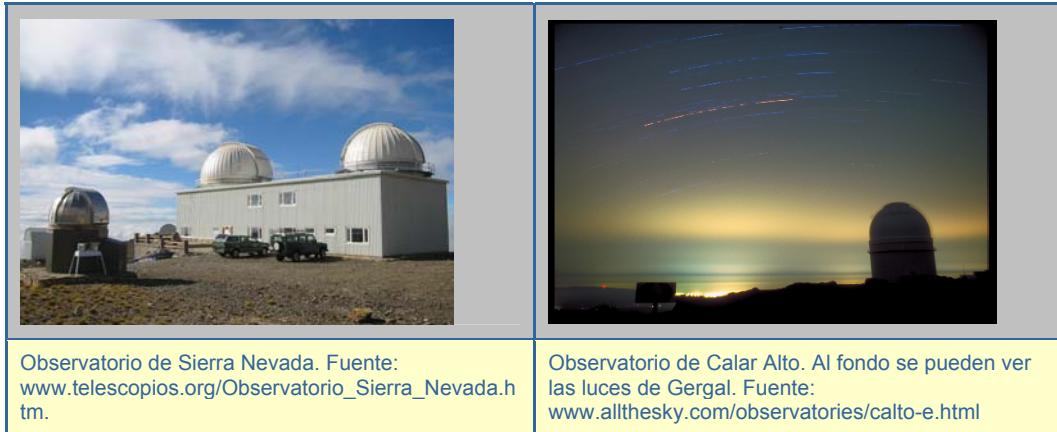 Observatorio de Sierra Nevada. Fuente:
www.telescopios.org/Observatorio_Sierra_Nevada.h
tm.
Observatorio de Calar Alto. Al fondo se pueden ver
las luces de Gergal. Fuente:
www.allthesky.com/observatories/calto-e.html